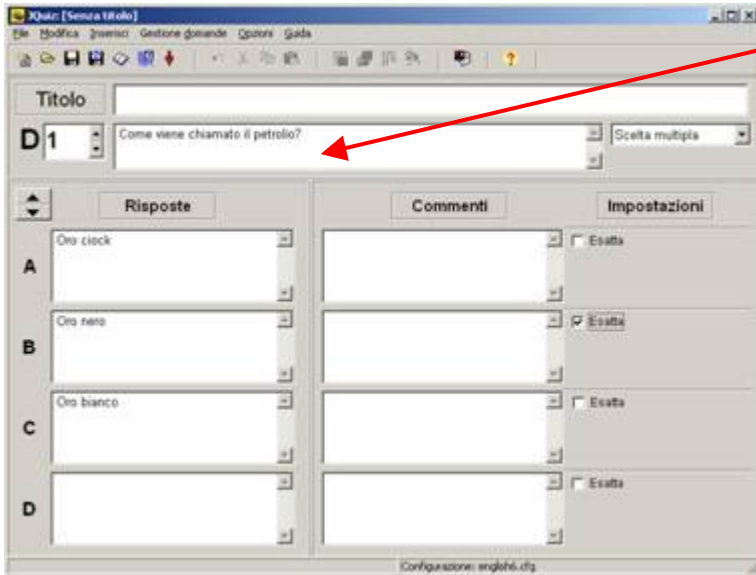 JQuiz: [Senza titolo]
File Modifica Inserisci Gestione domande Opzioni Guida
Titolo
D 1 Come viene chiamato il petrolio? Scelta multipla
Risposte Commenti Impostazioni
A Oro ciock Esatta
B Oro nero Esatta
C Oro bianco Esatta
D Esatta
Configurazione: english6.cfg